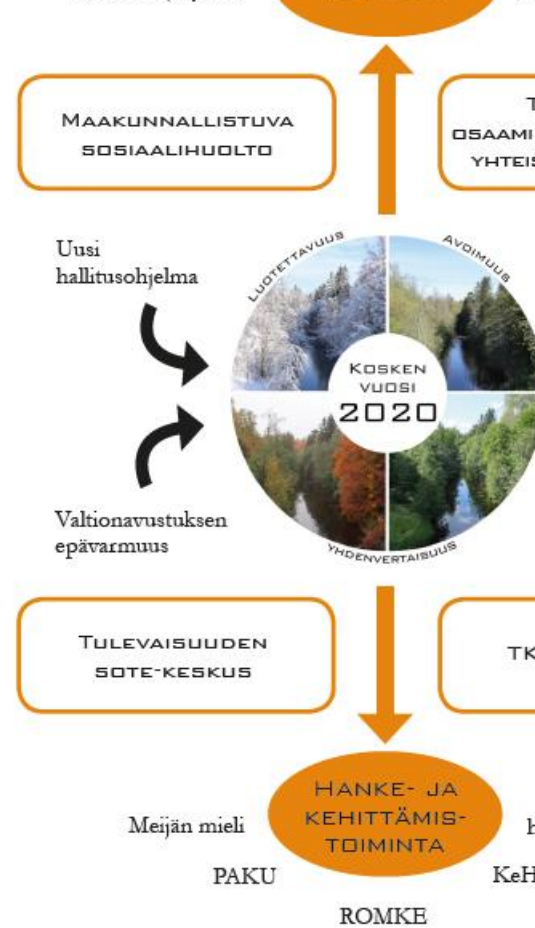 MAAKUNNALLISTUVA
SOSIAALIHUOLTO
Uusi
hallitusohjelma
LUOTETTAVUUS
AVOIMUUS
KOSKEN
VUOSI
2020
Valtionavustuksen
epävarmuus
YHDENVERTAISUUS
TULEVAISUUDEN
SOTE-KESKUS
HANKE- JA
KEHITTÄMIS-
TOIMINTA
Meijän mieli
PAKU
ROMKE